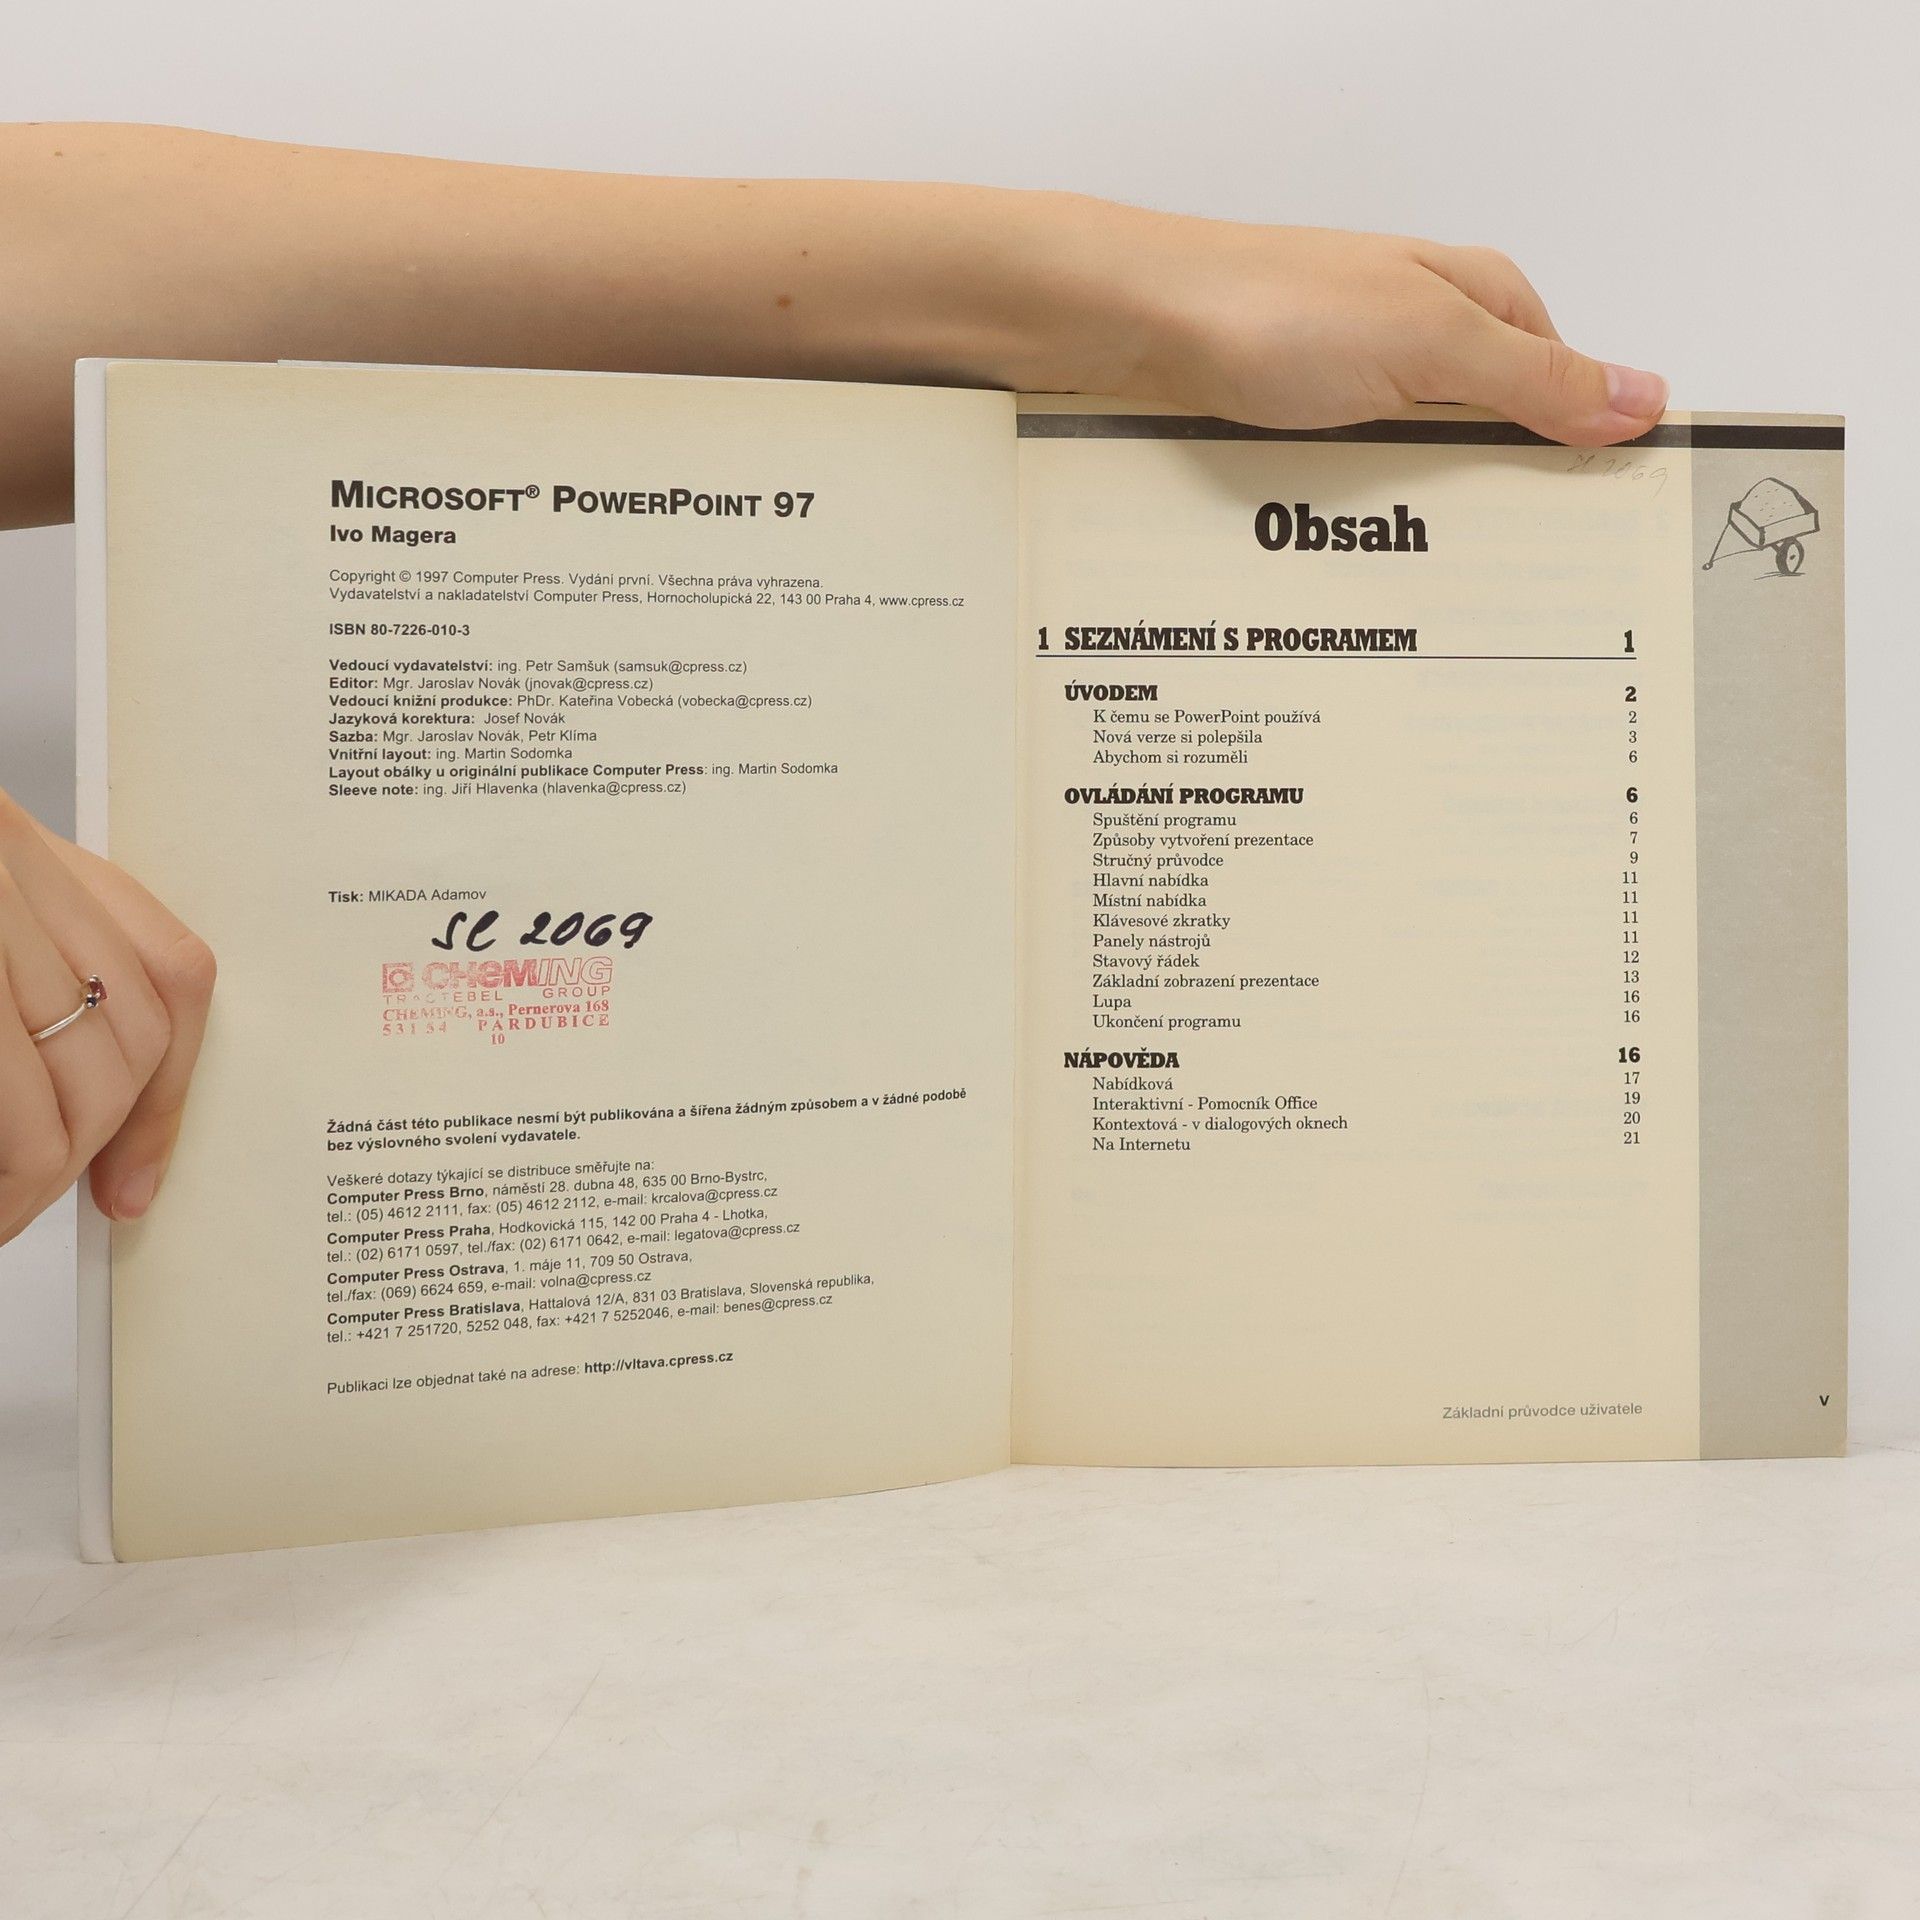 MICROSOFT® POWERPOINT 97
Ivo Magera
Copyright © 1997 Computer Press. Vydání první. Všechna práva vyhrazena.
Vydavatelství a nakladatelství Computer Press, Hornocholupická 22, 143 00 Praha 4, www.cpress.cz
ISBN 80-7226-010-3
Vedoucí vydavatelství: ing. Petr Samšuk (samsuk@cpress.cz)
Editor: Mgr. Jaroslav Novák (jnovak@cpress.cz)
Vedoucí knižní produkce: PhDr. Kateřina Vobecká (vobecka@cpress.cz)
Jazyková korektura: Josef Novák
Sazba: Mgr. Jaroslav Novák, Petr Klíma
Vnitřní layout: ing. Martin Sodomka
Layout obálky u originální publikace Computer Press: ing. Martin Sodomka
Sleeve note: ing. Jiří Hlavenka (hlavenka@cpress.cz)
Tisk: MIKADA Adamov
SC 2069
CHEMING
TRACTEBEL GROUP
CHEMING, a.s., Pernerova 168
531 54 PARDUBICE
10
Žádná část této publikace nesmí být publikována a šířena žádným způsobem a v žádné podobě
bez výslovného svolení vydavatele.
Veškeré dotazy týkající se distribuce směřujte na:
Computer Press Brno, náměstí 28. dubna 48, 635 00 Brno-Bystrc,
tel.: (05) 4612 2111, fax: (05) 4612 2112, e-mail: krcalova@cpress.cz
Computer Press Praha, Hodkovická 115, 142 00 Praha 4 - Lhotka,
tel.: (02) 6171 0597, tel./fax: (02) 6171 0642, e-mail: legatova@cpress.cz
Computer Press Ostrava, 1. máje 11, 709 50 Ostrava,
tel./fax: (069) 6624 659, e-mail: volna@cpress.cz
Computer Press Bratislava, Hattalová 12/A, 831 03 Bratislava, Slovenská republika,
tel.: +421 7 251720, 5252 048, fax: +421 7 5252046, e-mail: benes@cpress.cz
Publikaci lze objednat také na adrese: http://vltava.cpress.cz
SC 2069
Obsah
1 SEZNÁMENÍ S PROGRAMEM 1
ÚVODEM 2
K čemu se PowerPoint používá 2
Nová verze si polepšila 3
Abychom si rozuměli 6
OVLÁDÁNÍ PROGRAMU 6
Spuštění programu 6
Způsoby vytvoření prezentace 7
Stručný průvodce 9
Hlavní nabídka 11
Místní nabídka 11
Klávesové zkratky 11
Panely nástrojů 11
Stavový řádek 12
Základní zobrazení prezentace 13
Lupa 16
Ukončení programu 16
NÁPOVĚDA 16
Nabídková 17
Interaktivní - Pomocník Office 19
Kontextová - v dialogových oknech 20
Na Internetu 21
Základní průvodce uživatele
V